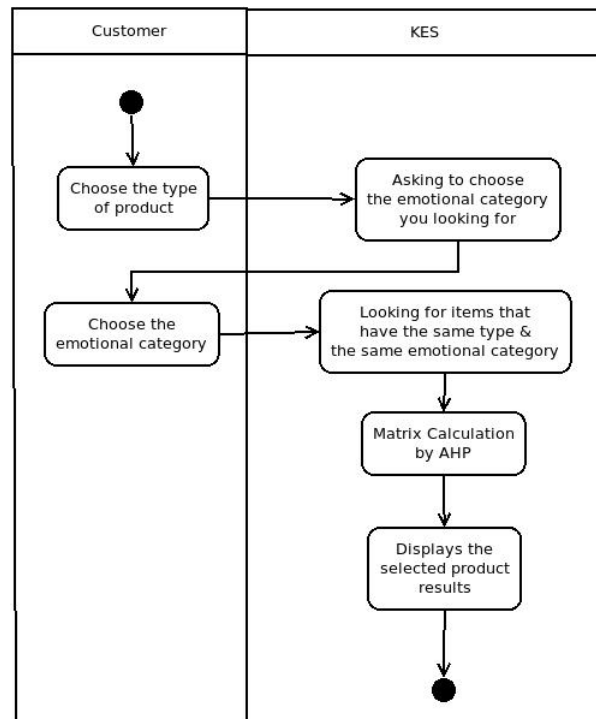 Customer
KES
Choose the type
of product
Asking to choose
the emotional category
you looking for
Choose the
emotional category
Looking for items that
have the same type &
the same emotional category
Matrix Calculation
by AHP
Displays the
selected product
results